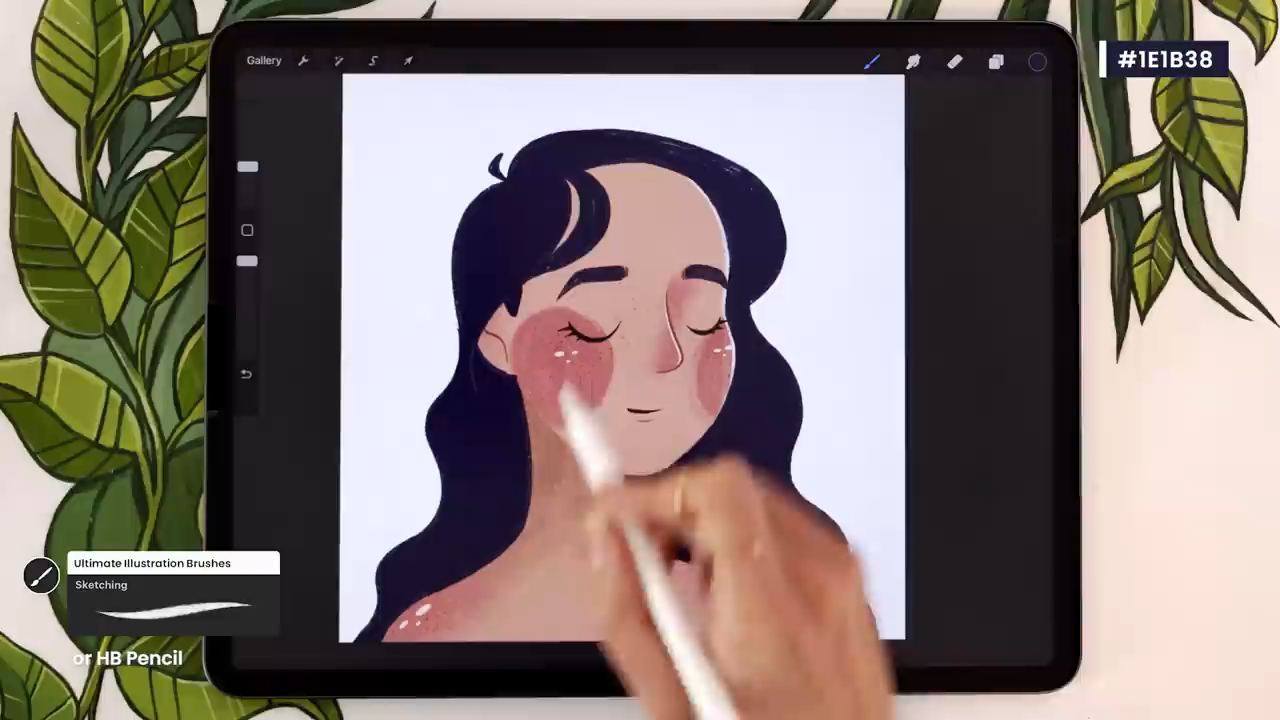 Gallery
#1E1B38
Ultimate Illustration Brushes
Sketching
or HB Pencil